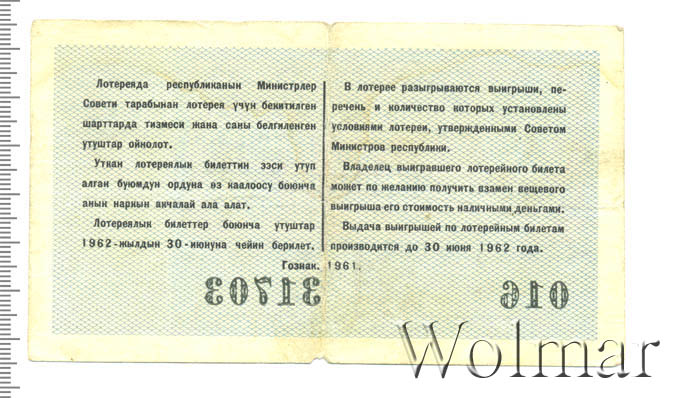 Лотереяда республиканын Министрлер
Совети тарабынан лотерея үчүн бекитилген
шарттарда тизмеси жана саны белгиленген
утуштар ойнолот.
Уткан лотереялык билеттин ээси утуп
алган буюмдун ордуна өз каалоосу боюнча
анын наркын акчалай ала алат.
Лотереялык билеттер боюнча утуштар
1962-жылдын 30-июнуна чейин берилет.
В лотерее разыгрываются выигрыши, пе-
речень и количество которых установлены
условиями лотереи, утвержденными Советом
Министров республики.
Владелец выигравшего лотерейного билета
может по желанию получить взамен вещевого
выигрыша его стоимость наличными деньгами.
Выдача выигрышей по лотерейным билетам
производится до 30 июня 1962 года.
Гознак. 1961.
31703
016
Wolmar